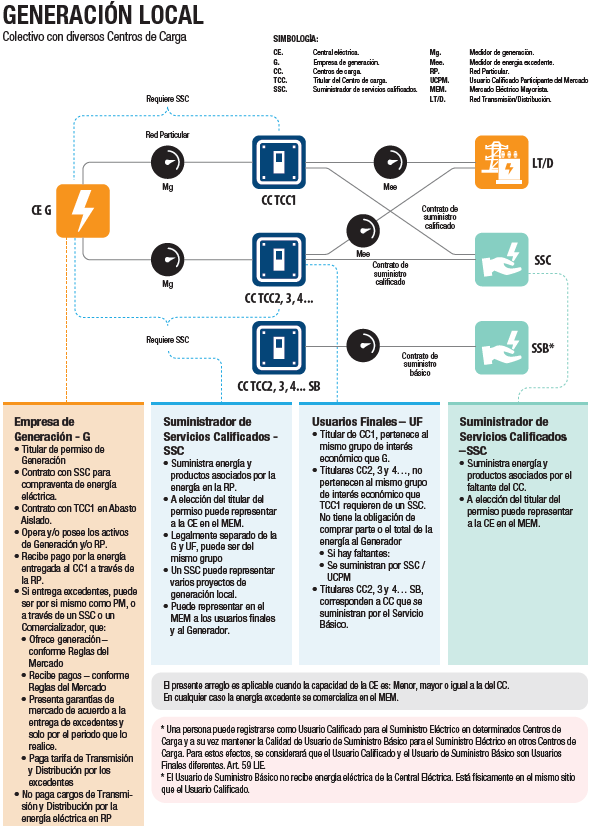 GENERACIÓN LOCAL
Colectivo con diversos Centros de Carga
SIMBOLOGÍA:
CE. Central eléctrica.
G. Empresa de generación.
CC. Centros de carga.
TCC. Titular del Centro de carga.
SSC. Suministrador de servicios calificados.
Mg. Medidor de generación.
Mee. Medidor de energía excedente.
RP. Red Particular.
UCPM. Usuario Calificado Participante del Mercado
MEM. Mercado Eléctrico Mayorista.
LT/D. Red Transmisión/Distribución.
Requiere SSC
Red Particular
Mg
CC TCC1
Mee
LT/D
CE G
Contrato de
suministro
calificado
Mee
SSC
Mg
Contrato de
suministro
calificado
CC TCC2, 3, 4...
Requiere SSC
Contrato de
suministro
básico
SSB*
CC TCC2, 3, 4... SB
Empresa de
Generación - G
• Titular de permiso de
Generación
• Contrato con SSC para
compraventa de energía
eléctrica.
• Contrato con TCC1 en Abasto
Aislado.
• Opera y/o posee los activos
de Generación y/o RP.
• Recibe pago por la energía
entregada al CC1 a través de
la RP.
• Si entrega excedentes, puede
ser por si mismo como PM, o
a través de un SSC o un
Comercializador, que:
• Ofrece generación –
conforme Reglas del
Mercado
• Recibe pagos – conforme
Reglas del Mercado
• Presenta garantías de
mercado de acuerdo a la
entrega de excedentes y
solo por el periodo que lo
realice.
• Paga tarifa de Transmisión
y Distribución por los
excedentes
• No paga cargos de Transmi-
sión y Distribución por la
energía eléctrica en RP
Suministrador de
Servicios Calificados -
SSC
• Suministra energía y
productos asociados por la
energía en la RP.
• A elección del titular del
permiso puede representar
a la CE en el MEM.
• Legalmente separado de la
G y UF, puede ser del
mismo grupo
• Un SSC puede representar
varios proyectos de
generación local.
• Puede representar en el
MEM a los usuarios finales
y al Generador.
Usuarios Finales – UF
• Titular de CC1, pertenece al
mismo grupo de interés
económico que G.
• Titulares CC2, 3 y 4…, no
pertenecen al mismo grupo
de interés económico que
TCC1 requieren de un SSC.
No tiene la obligación de
comprar parte o el total de la
energía al Generador
• Si hay faltantes:
• Se suministran por SSC /
UCPM
• Titulares CC2, 3 y 4… SB,
corresponden a CC que se
suministran por el Servicio
Básico.
Suministrador de
Servicios Calificados
–SSC
• Suministra energía y
productos asociados por el
faltante del CC.
• A elección del titular del
permiso puede representar
a la CE en el MEM.
El presente arreglo es aplicable cuando la capacidad de la CE es: Menor, mayor o igual a la del CC.
En cualquier caso la energía excedente se comercializa en el MEM.
* Una persona puede registrarse como Usuario Calificado para el Suministro Eléctrico en determinados Centros de
Carga y a su vez mantener la Calidad de Usuario de Suministro Básico para el Suministro Eléctrico en otros Centros de
Carga. Para estos efectos, se considerará que el Usuario Calificado y el Usuario de Suministro Básico son Usuarios
Finales diferentes. Art. 59 LIE.
* El Usuario de Suministro Básico no recibe energía eléctrica de la Central Eléctrica. Está físicamente en el mismo sitio
que el Usuario Calificado.